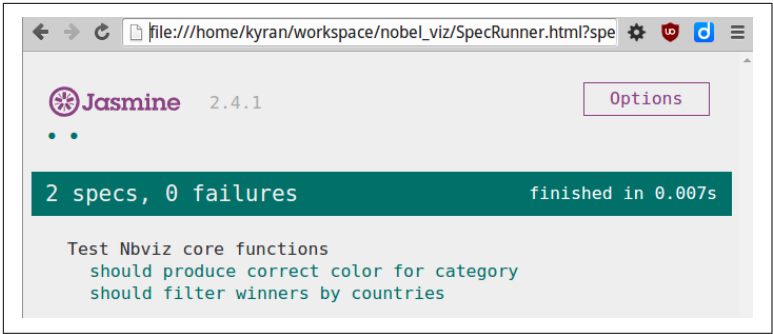 file:///home/kyran/workspace/nobel_viz/SpecRunner.html?spe
Jasmine 2.4.1
Options
2 specs, 0 failures
finished in 0.007s
Test Nbviz core functions
should produce correct color for category
should filter winners by countries